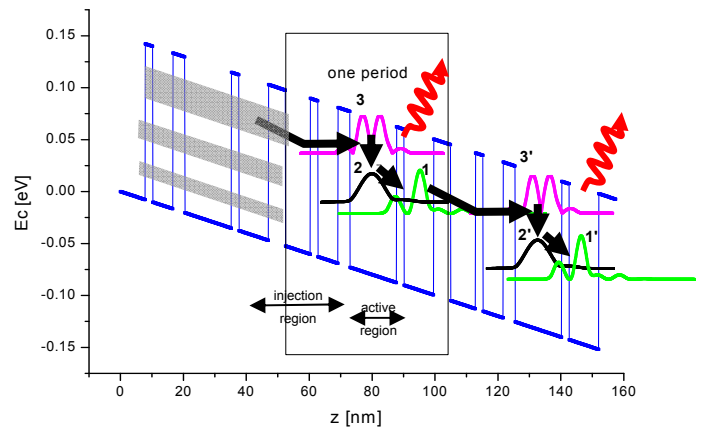 Ec [eV]
0.15
0.10
0.05
0.00
-0.05
-0.10
-0.15
one period
3
2
1
3'
2'
1'
injection
region
active
region
0 20 40 60 80 100 120 140 160
z [nm]